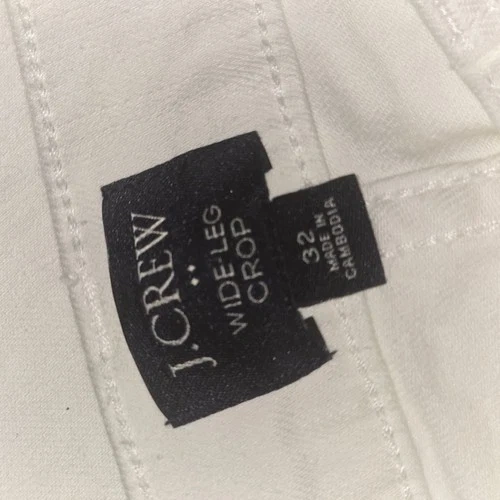 J.CREW
WIDE-LEG
CROP
32
MADE IN
CAMBODIA